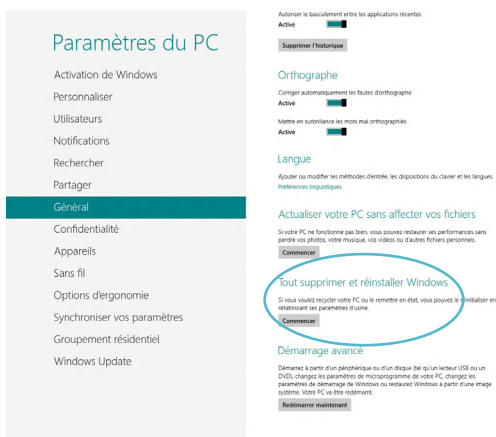 Paramètres du PC
Activation de Windows
Personnaliser
Utilisateurs
Notifications
Rechercher
Partager
Général
Confidentialité
Appareils
Sans fil
Options d'ergonomie
Synchroniser vos paramètres
Groupement résidentiel
Windows Update
Autoriser le basculement entre les applications récentes
Activé
Supprimer l'historique
Orthographe
Corriger automatiquement les fautes d'orthographe
Activé
Mettre en surbrillance les mots mal orthographiés
Activé
Langue
Ajouter ou modifier les méthodes d'entrée, les dispositions du clavier et les langues.
Préférences linguistiques
Actualiser votre PC sans affecter vos fichiers
Si votre PC ne fonctionne pas bien, vous pouvez restaurer ses performances sans
perdre vos photos, votre musique, vos vidéos ou d'autres fichiers personnels.
Commencer
Tout supprimer et réinstaller Windows
Si vous voulez recycler votre PC ou le remettre en état, vous pouvez le réinitialiser en
rétablissant ses paramètres d'usine.
Commencer
Démarrage avancé
Démarrez à partir d'un périphérique ou d'un disque (tel qu'un lecteur USB ou un
DVD), changez les paramètres de microprogramme de votre PC, changez les
paramètres de démarrage de Windows ou restaurez Windows à partir d'une image
système. Votre PC va être redémarré.
Redémarrer maintenant